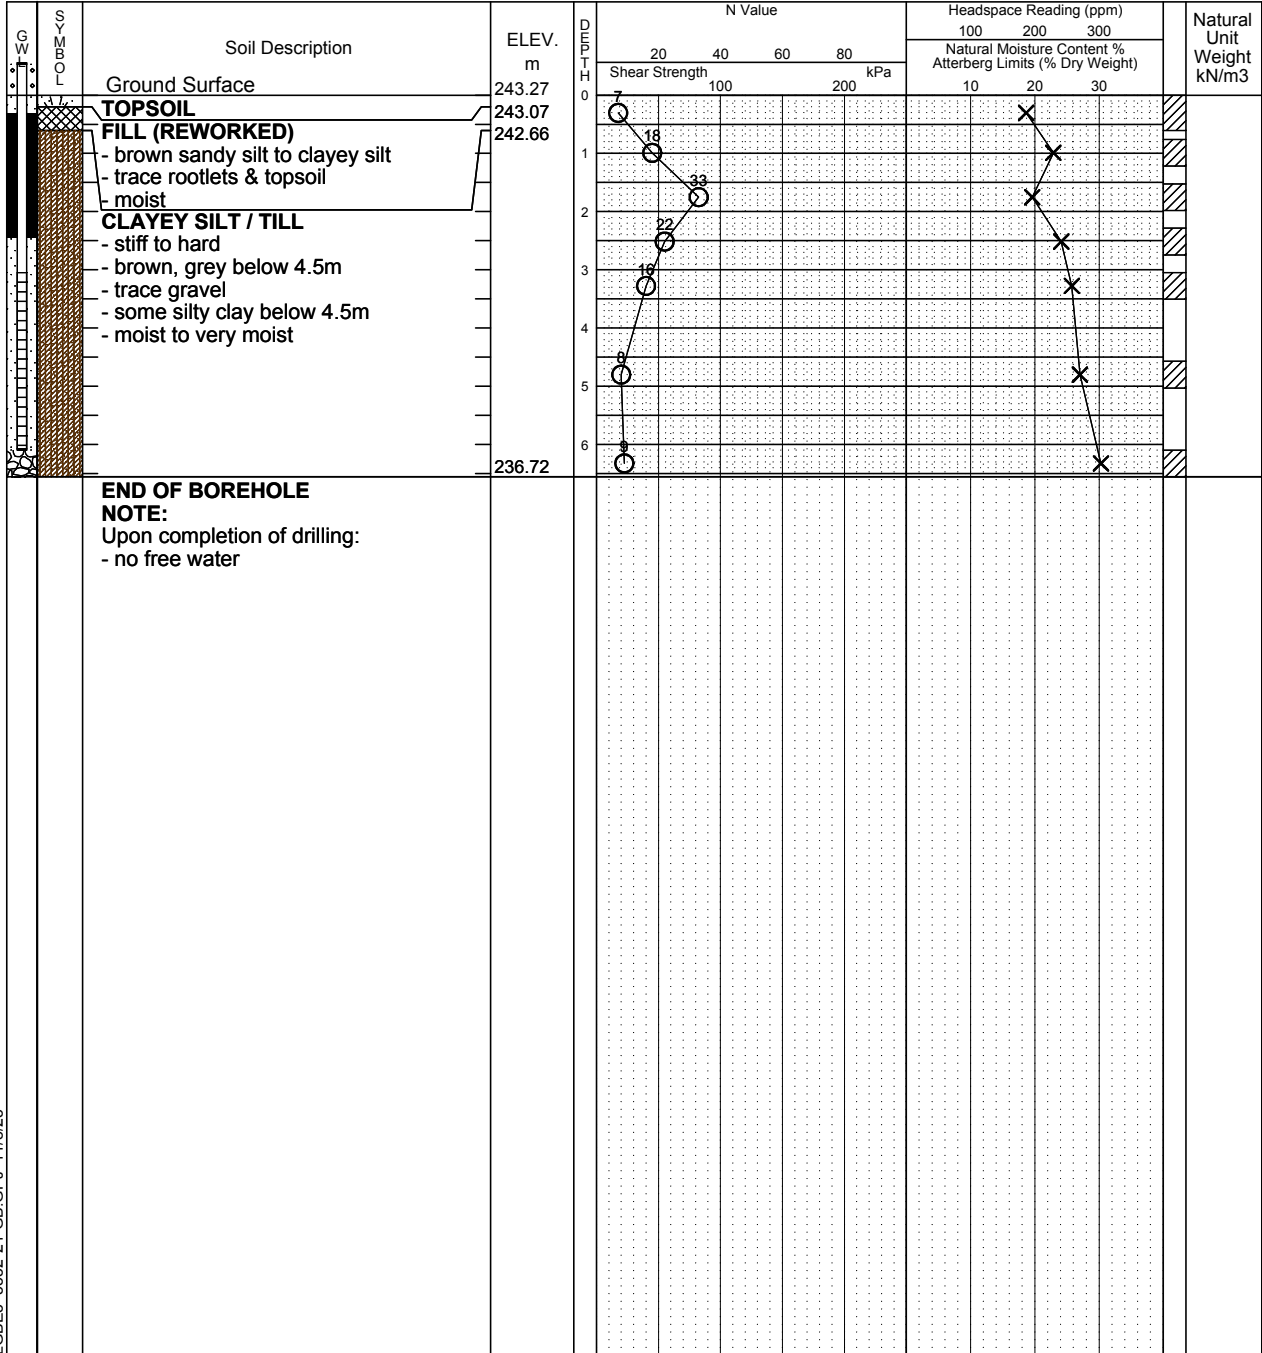 GWL
SYMBOL
Soil Description
ELEV.
m
DEPTH
N Value
20 40 60 80
Shear Strength kPa
100 200
Headspace Reading (ppm)
100 200 300
Natural Moisture Content %
Atterberg Limits (% Dry Weight)
10 20 30
Natural
Unit
Weight
kN/m3
Ground Surface 243.27 0
TOPSOIL 243.07
FILL (REWORKED) 242.66
- brown sandy silt to clayey silt
- trace rootlets & topsoil
- moist
CLAYEY SILT / TILL
- stiff to hard
- brown, grey below 4.5m
- trace gravel
- some silty clay below 4.5m
- moist to very moist
236.72
1
2
3
4
5
6
7
18
33
22
16
8
9
END OF BOREHOLE
NOTE:
Upon completion of drilling:
- no free water